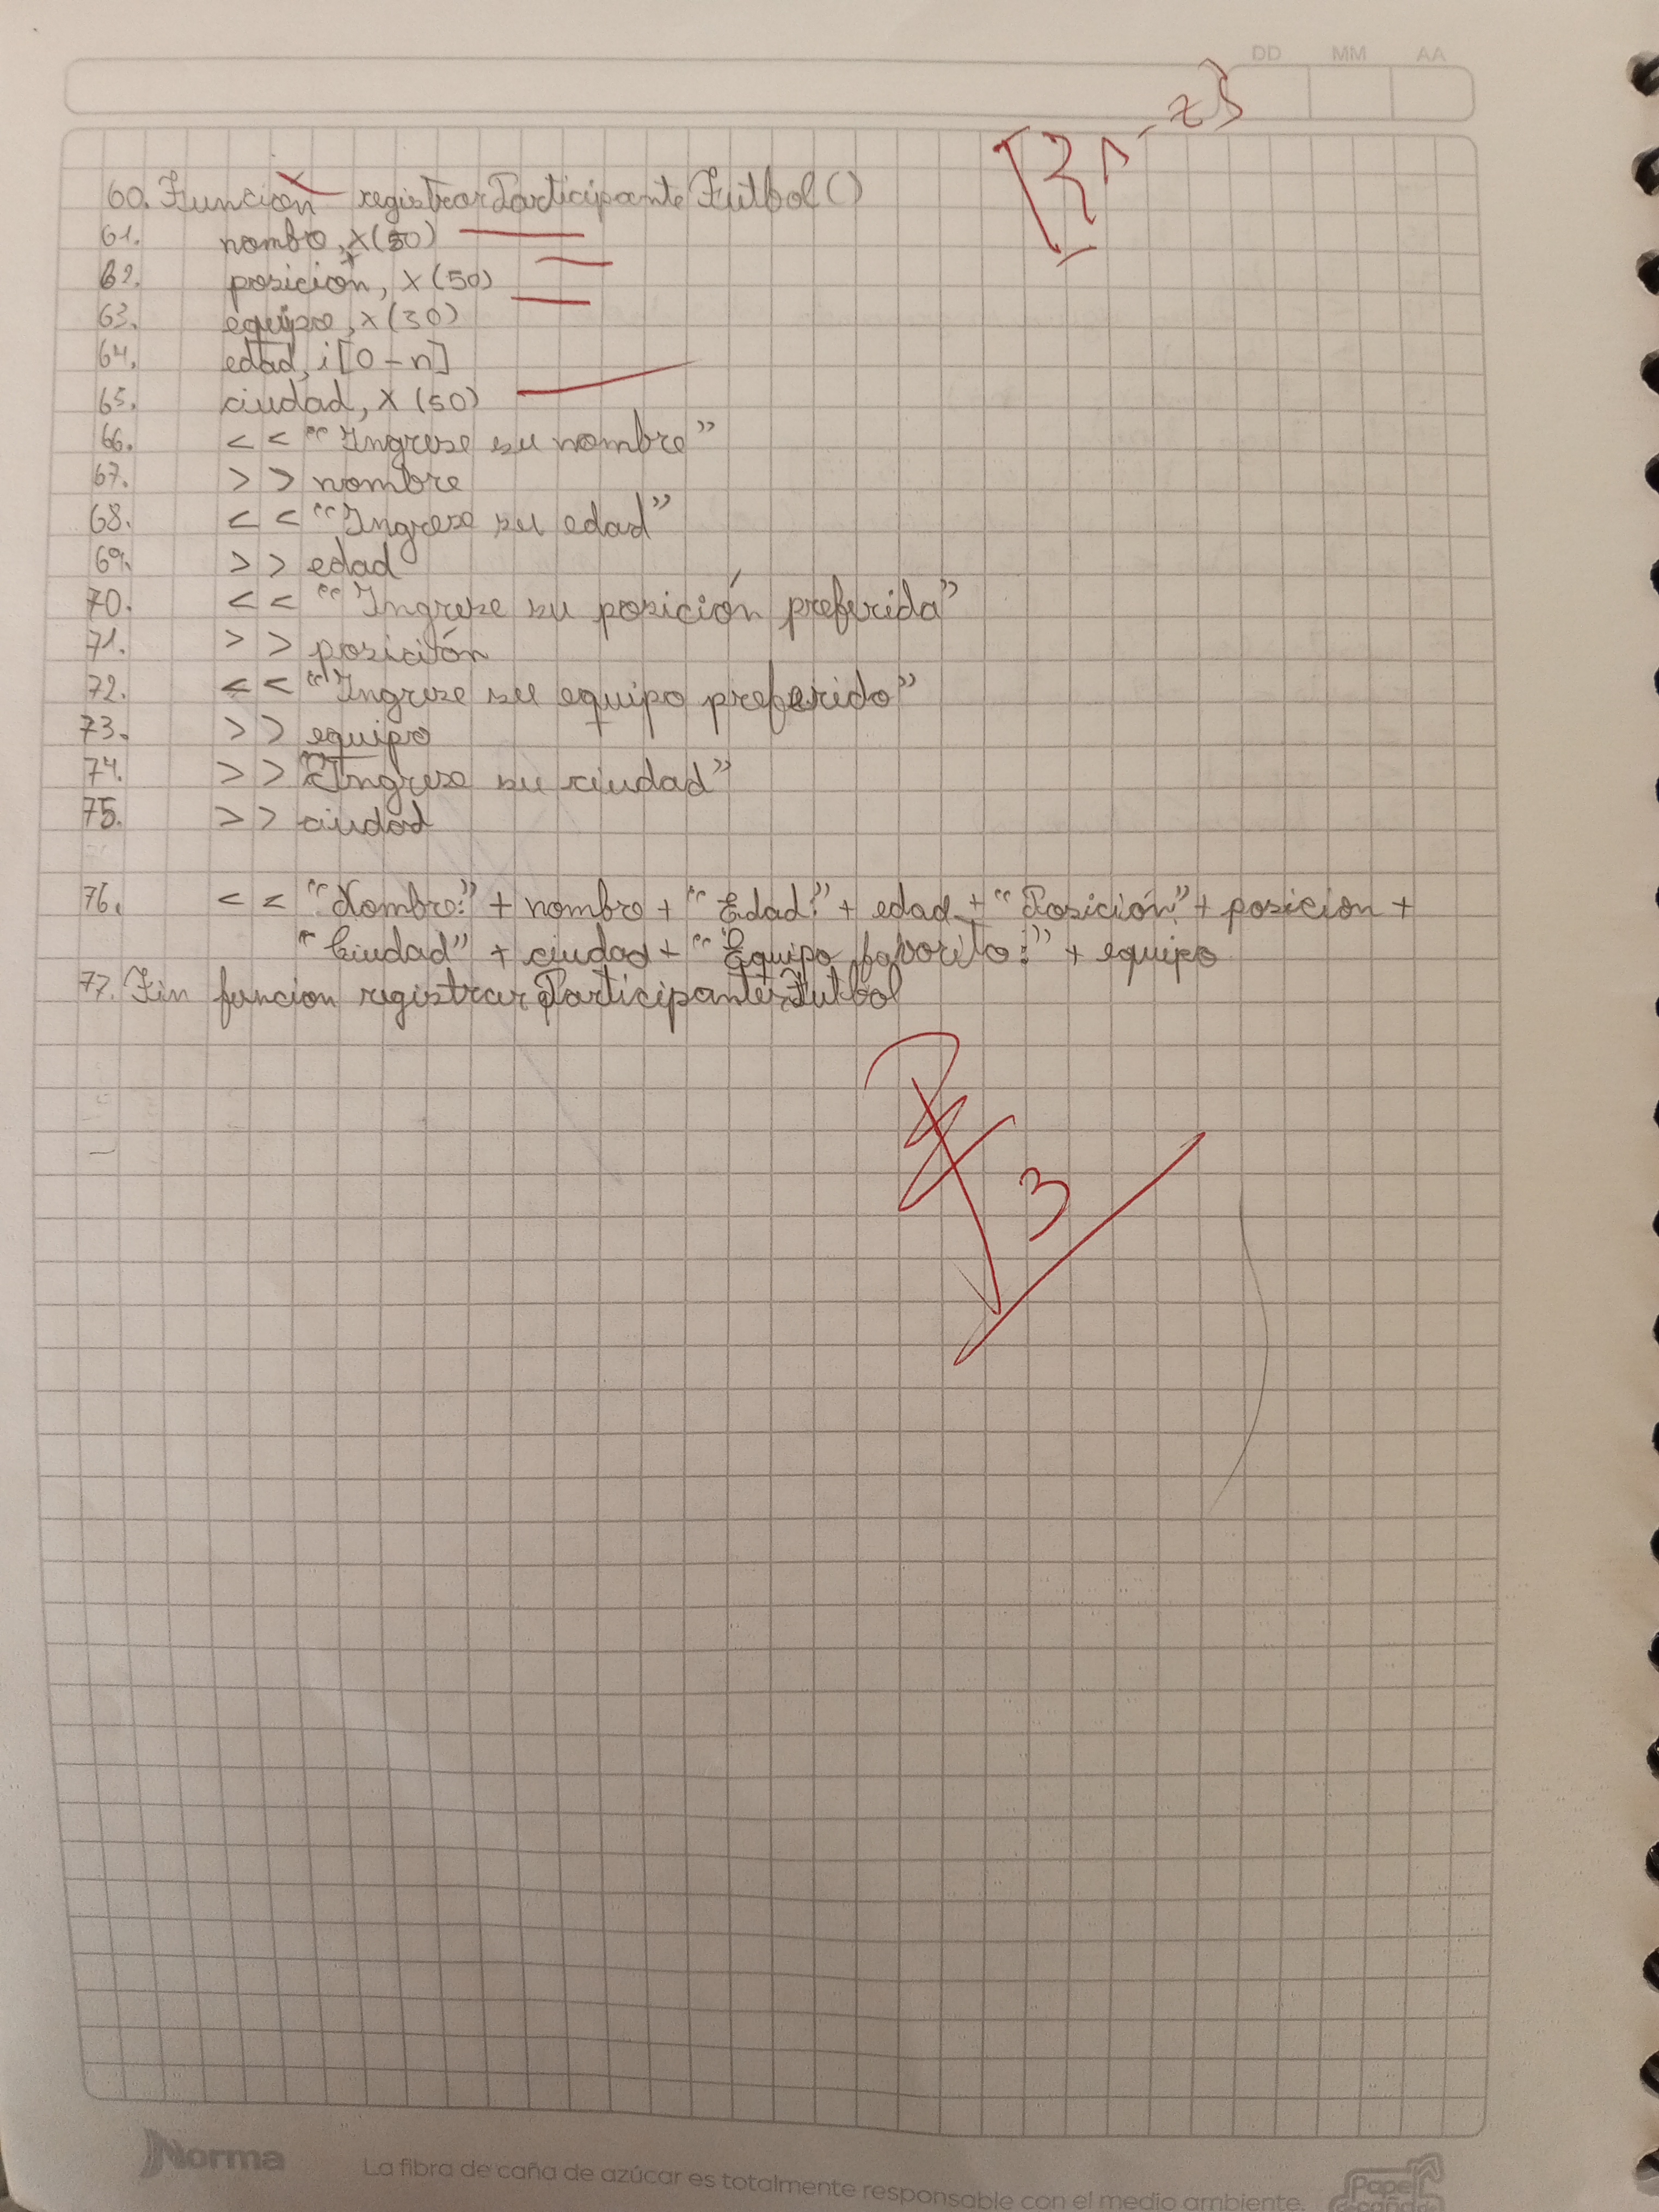 DD MM AA
60. Funcion registrarParticipanteFutbol()
61. nombre, X(50)
62. posición, X(50)
63. equipo, X(30)
64. edad, i[0-n]
65. ciudad, X(50)
66. << "Ingrese su nombre"
67. >> nombre
68. << "Ingrese su edad"
69. >> edad
70. << "Ingrese su posición preferida"
71. >> posición
72. << "Ingrese su equipo preferido"
73. >> equipo
74. >> "Ingrese su ciudad"
75. >> ciudad
76. << "Nombre:" + nombre + "Edad:" + edad + "Posición:" + posicion +
"Ciudad" + ciudad + "Equipo favorito:" + equipo
77. Fin funcion registrarParticipanteFutbol
3
Norma
La fibra de caña de azúcar es totalmente responsable con el medio ambiente.
Papel
de caña de